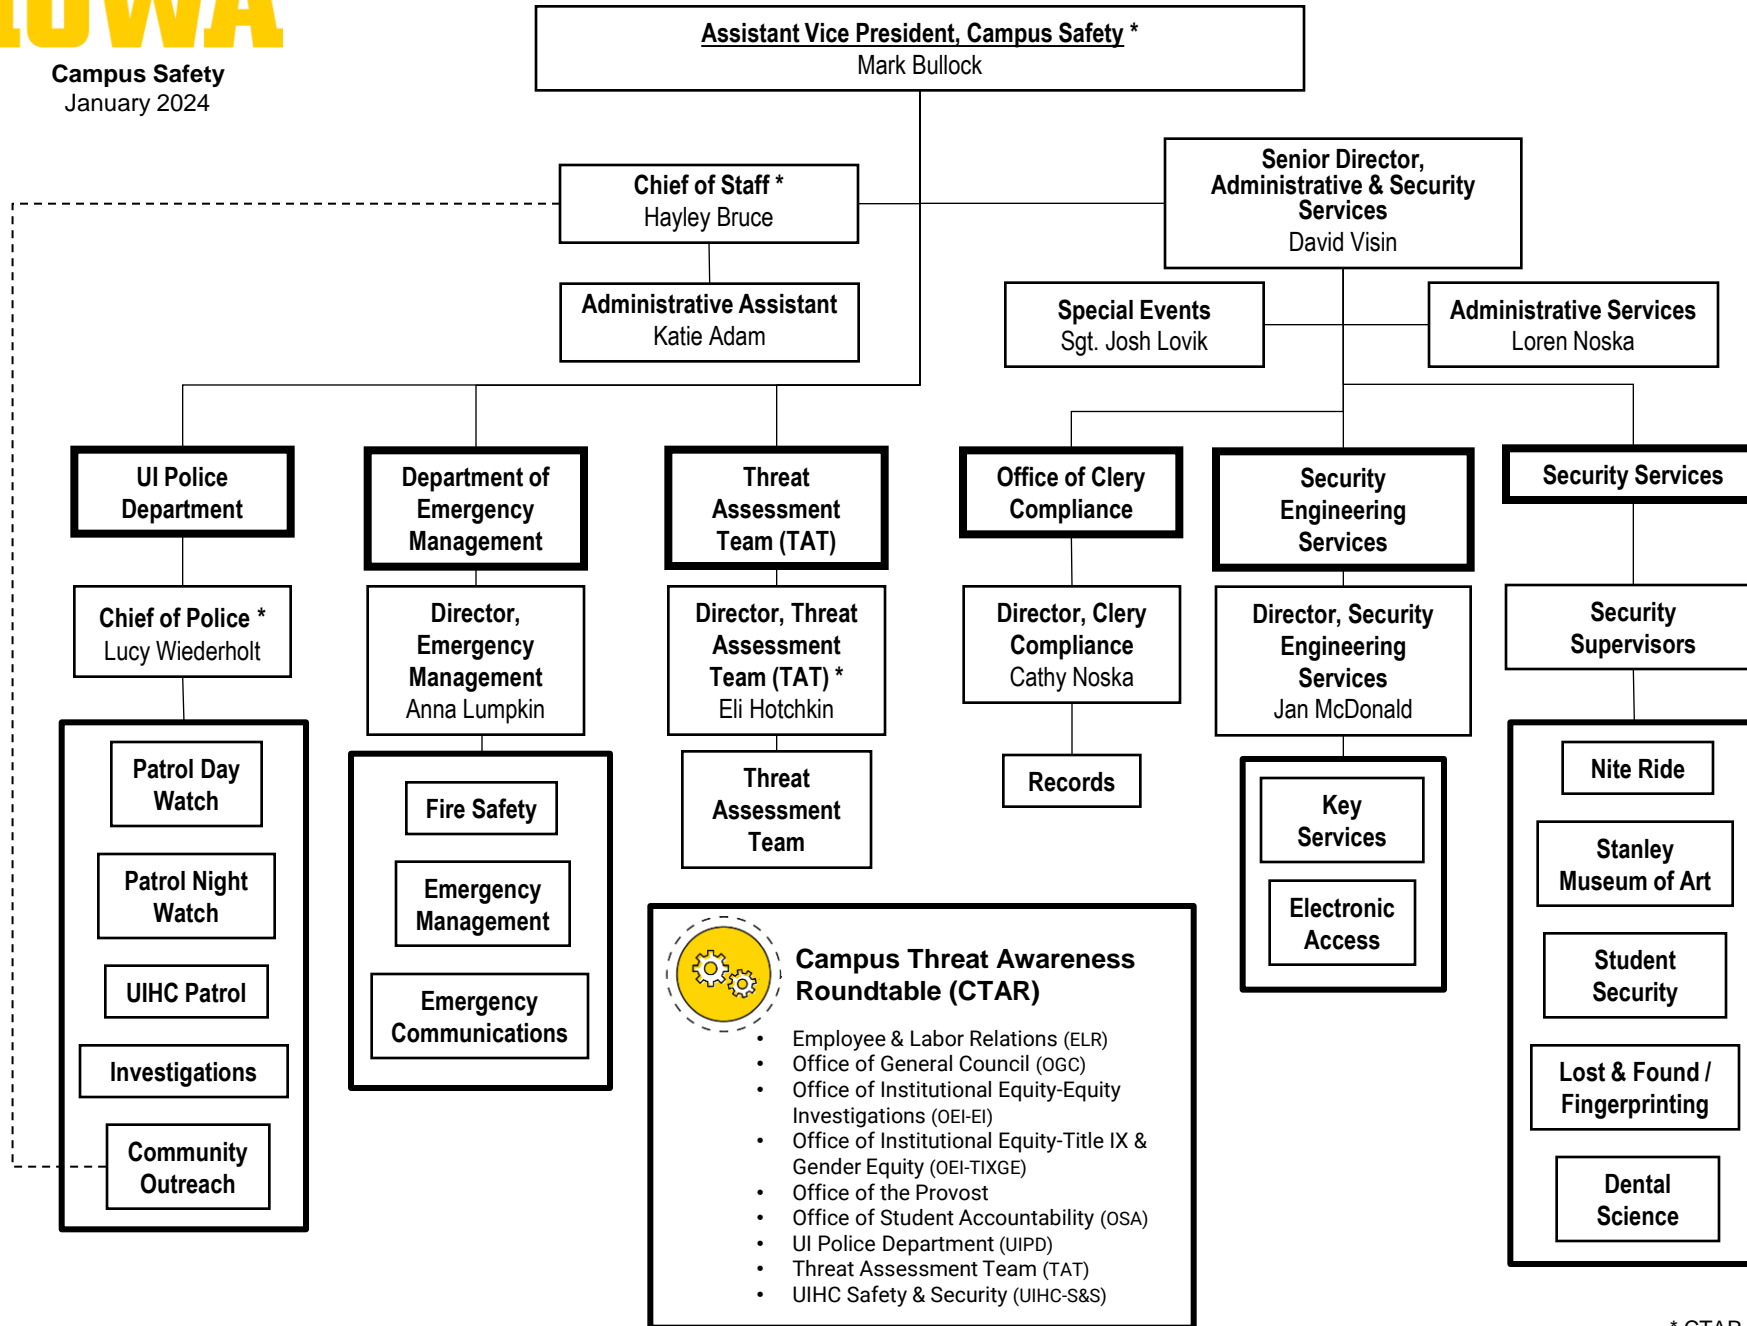 IOWA
Campus Safety
January 2024
Assistant Vice President, Campus Safety *
Mark Bullock
Chief of Staff *
Hayley Bruce
Senior Director,
Administrative & Security
Services
David Visin
Administrative Assistant
Katie Adam
Special Events
Sgt. Josh Lovik
Administrative Services
Loren Noska
UI Police
Department
Department of
Emergency
Management
Threat
Assessment
Team (TAT)
Office of Clery
Compliance
Security
Engineering
Services
Security Services
Chief of Police *
Lucy Wiederholt
Director,
Emergency
Management
Anna Lumpkin
Director, Threat
Assessment
Team (TAT) *
Eli Hotchkin
Director, Clery
Compliance
Cathy Noska
Director, Security
Engineering
Services
Jan McDonald
Security
Supervisors
Patrol Day
Watch
Patrol Night
Watch
UIHC Patrol
Investigations
Community
Outreach
Fire Safety
Emergency
Management
Emergency
Communications
Threat
Assessment
Team
Records
Key
Services
Electronic
Access
Nite Ride
Stanley
Museum of Art
Student
Security
Lost & Found /
Fingerprinting
Dental
Science
Campus Threat Awareness
Roundtable (CTAR)
• Employee & Labor Relations (ELR)
• Office of General Council (OGC)
• Office of Institutional Equity-Equity
Investigations (OEI-EI)
• Office of Institutional Equity-Title IX &
Gender Equity (OEI-TIXGE)
• Office of the Provost
• Office of Student Accountability (OSA)
• UI Police Department (UIPD)
• Threat Assessment Team (TAT)
• UIHC Safety & Security (UIHC-S&S)
* CTAR